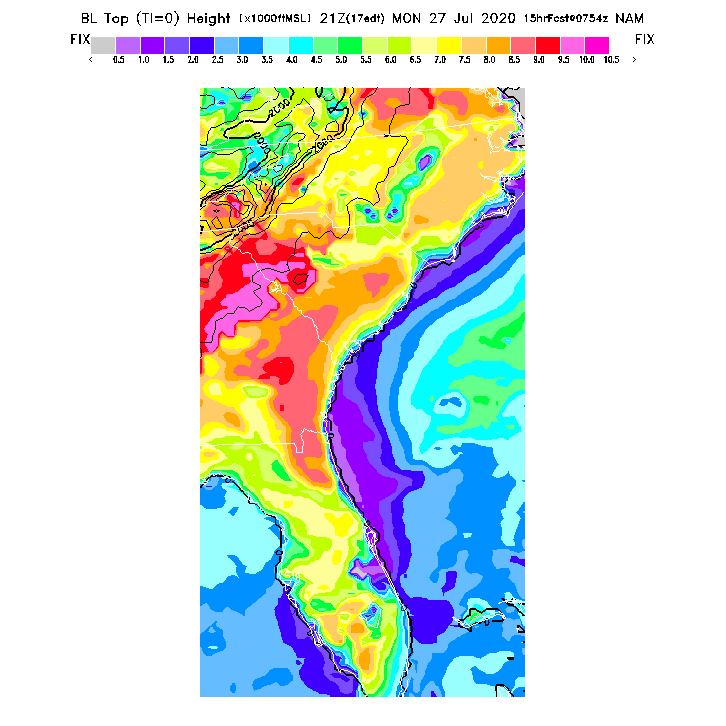 BL Top (TI=0) Height [x1000ftMSL] 21Z(17edt) MON 27 Jul 2020 15hrFcst@0754z NAM
FIX FIX
< 0.5 1.0 1.5 2.0 2.5 3.0 3.5 4.0 4.5 5.0 5.5 6.0 6.5 7.0 7.5 8.0 8.5 9.0 9.5 10.0 10.5 >
2000
2000
2000